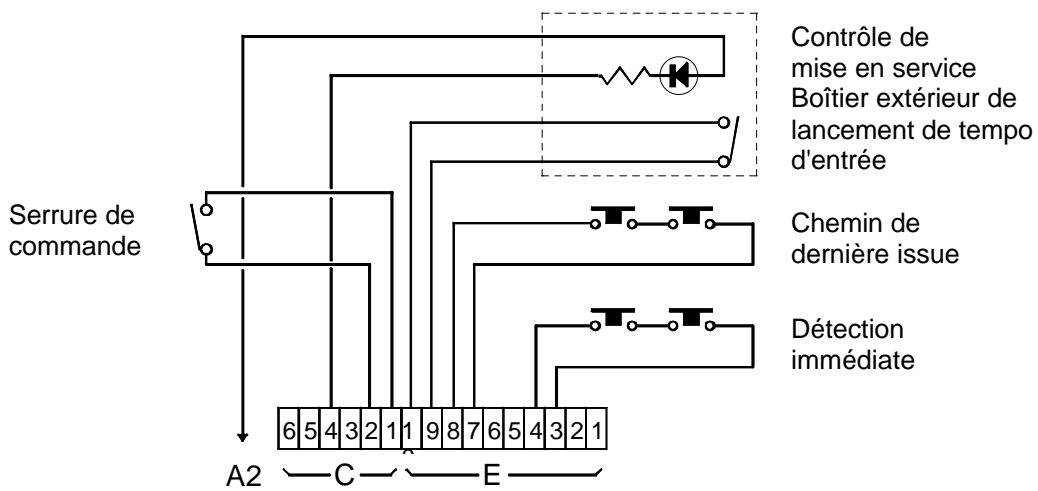 Contrôle de
mise en service
Boîtier extérieur de
lancement de tempo
d'entrée
Serrure de
commande
Chemin de
dernière issue
Détection
immédiate
6 5 4 3 2 1 1 9 8 7 6 5 4 3 2 1
A2 C E